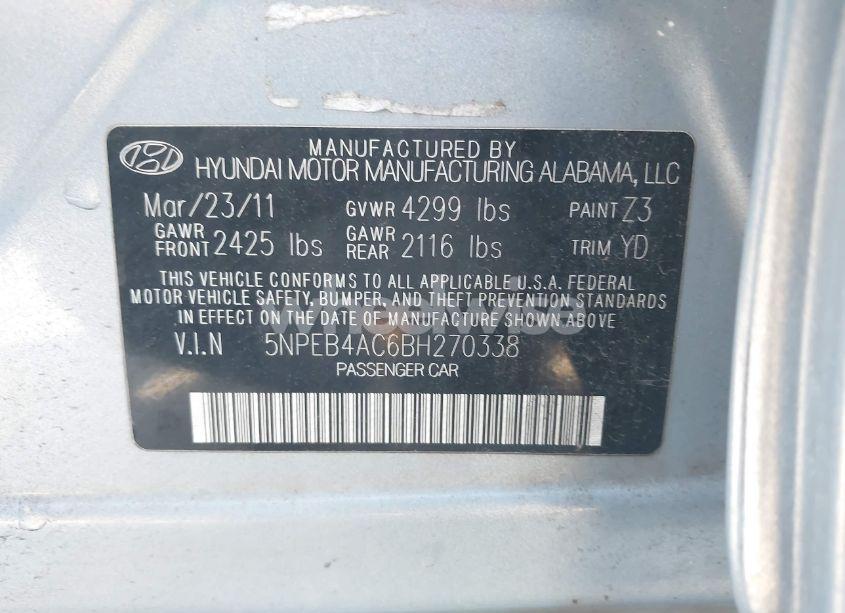 MANUFACTURED BY
HYUNDAI MOTOR MANUFACTURING ALABAMA, LLC
Mar/23/11 GVWR 4299 lbs PAINT Z3
GAWR FRONT 2425 lbs GAWR REAR 2116 lbs TRIM YD
THIS VEHICLE CONFORMS TO ALL APPLICABLE U.S.A. FEDERAL
MOTOR VEHICLE SAFETY, BUMPER, AND THEFT PREVENTION STANDARDS
IN EFFECT ON THE DATE OF MANUFACTURE SHOWN ABOVE
V.I.N 5NPEB4AC6BH270338
PASSENGER CAR